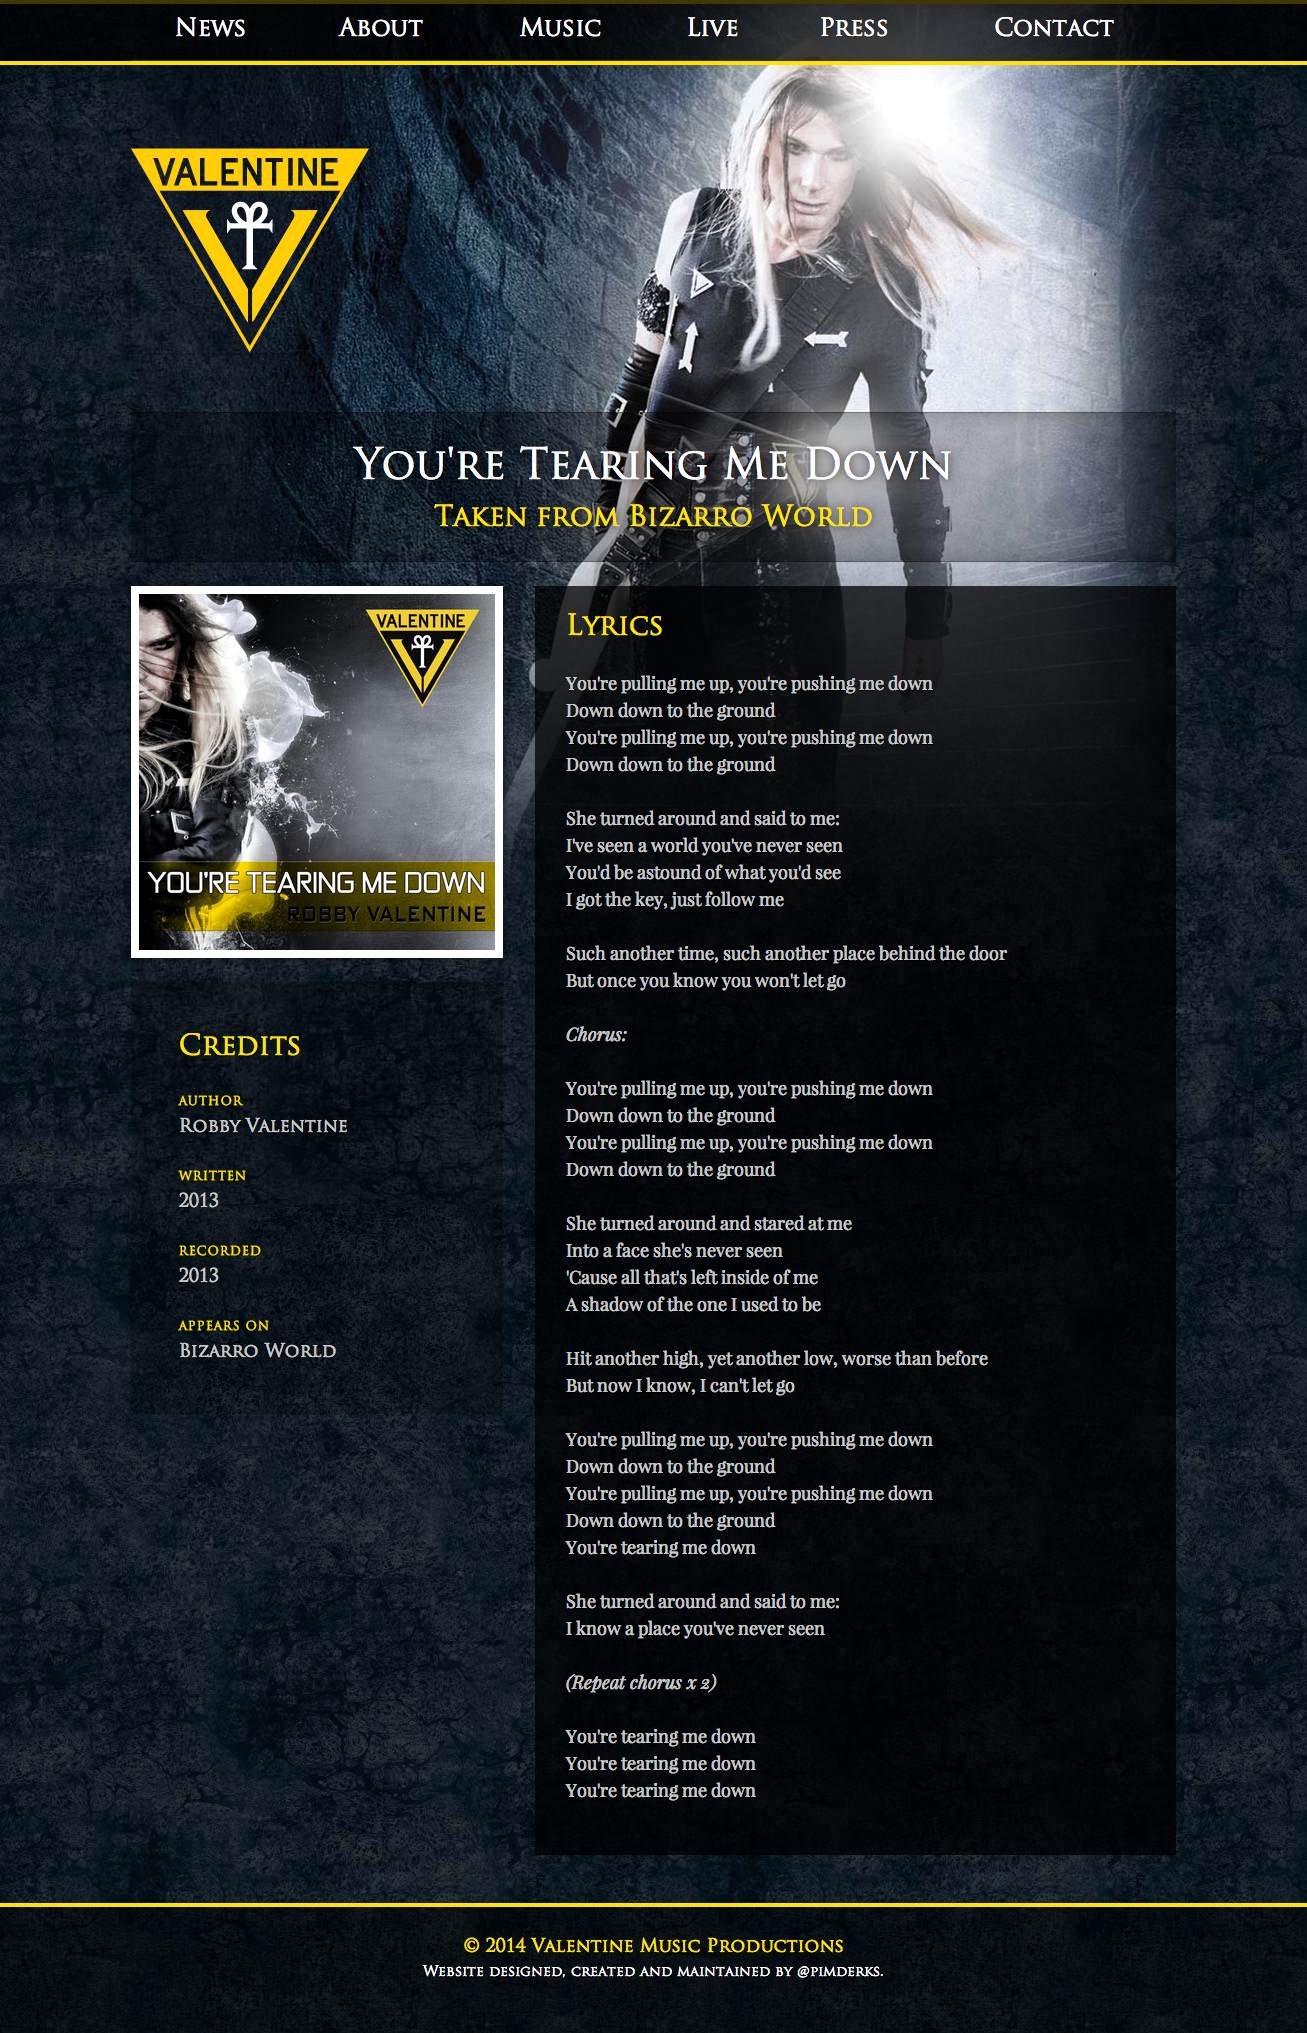 News About Music Live Press Contact
VALENTINE
You're Tearing Me Down
Taken from Bizarro World
VALENTINE
YOU'RE TEARING ME DOWN
ROBBY VALENTINE
Credits
author
Robby Valentine
written
2013
recorded
2013
appears on
Bizarro World
Lyrics
You're pulling me up, you're pushing me down
Down down to the ground
You're pulling me up, you're pushing me down
Down down to the ground
She turned around and said to me:
I've seen a world you've never seen
You'd be astound of what you'd see
I got the key, just follow me
Such another time, such another place behind the door
But once you know you won't let go
Chorus:
You're pulling me up, you're pushing me down
Down down to the ground
You're pulling me up, you're pushing me down
Down down to the ground
She turned around and stared at me
Into a face she's never seen
'Cause all that's left inside of me
A shadow of the one I used to be
Hit another high, yet another low, worse than before
But now I know, I can't let go
You're pulling me up, you're pushing me down
Down down to the ground
You're pulling me up, you're pushing me down
Down down to the ground
You're tearing me down
She turned around and said to me:
I know a place you've never seen
(Repeat chorus x 2)
You're tearing me down
You're tearing me down
You're tearing me down
© 2014 Valentine Music Productions
Website designed, created and maintained by @pimderks.